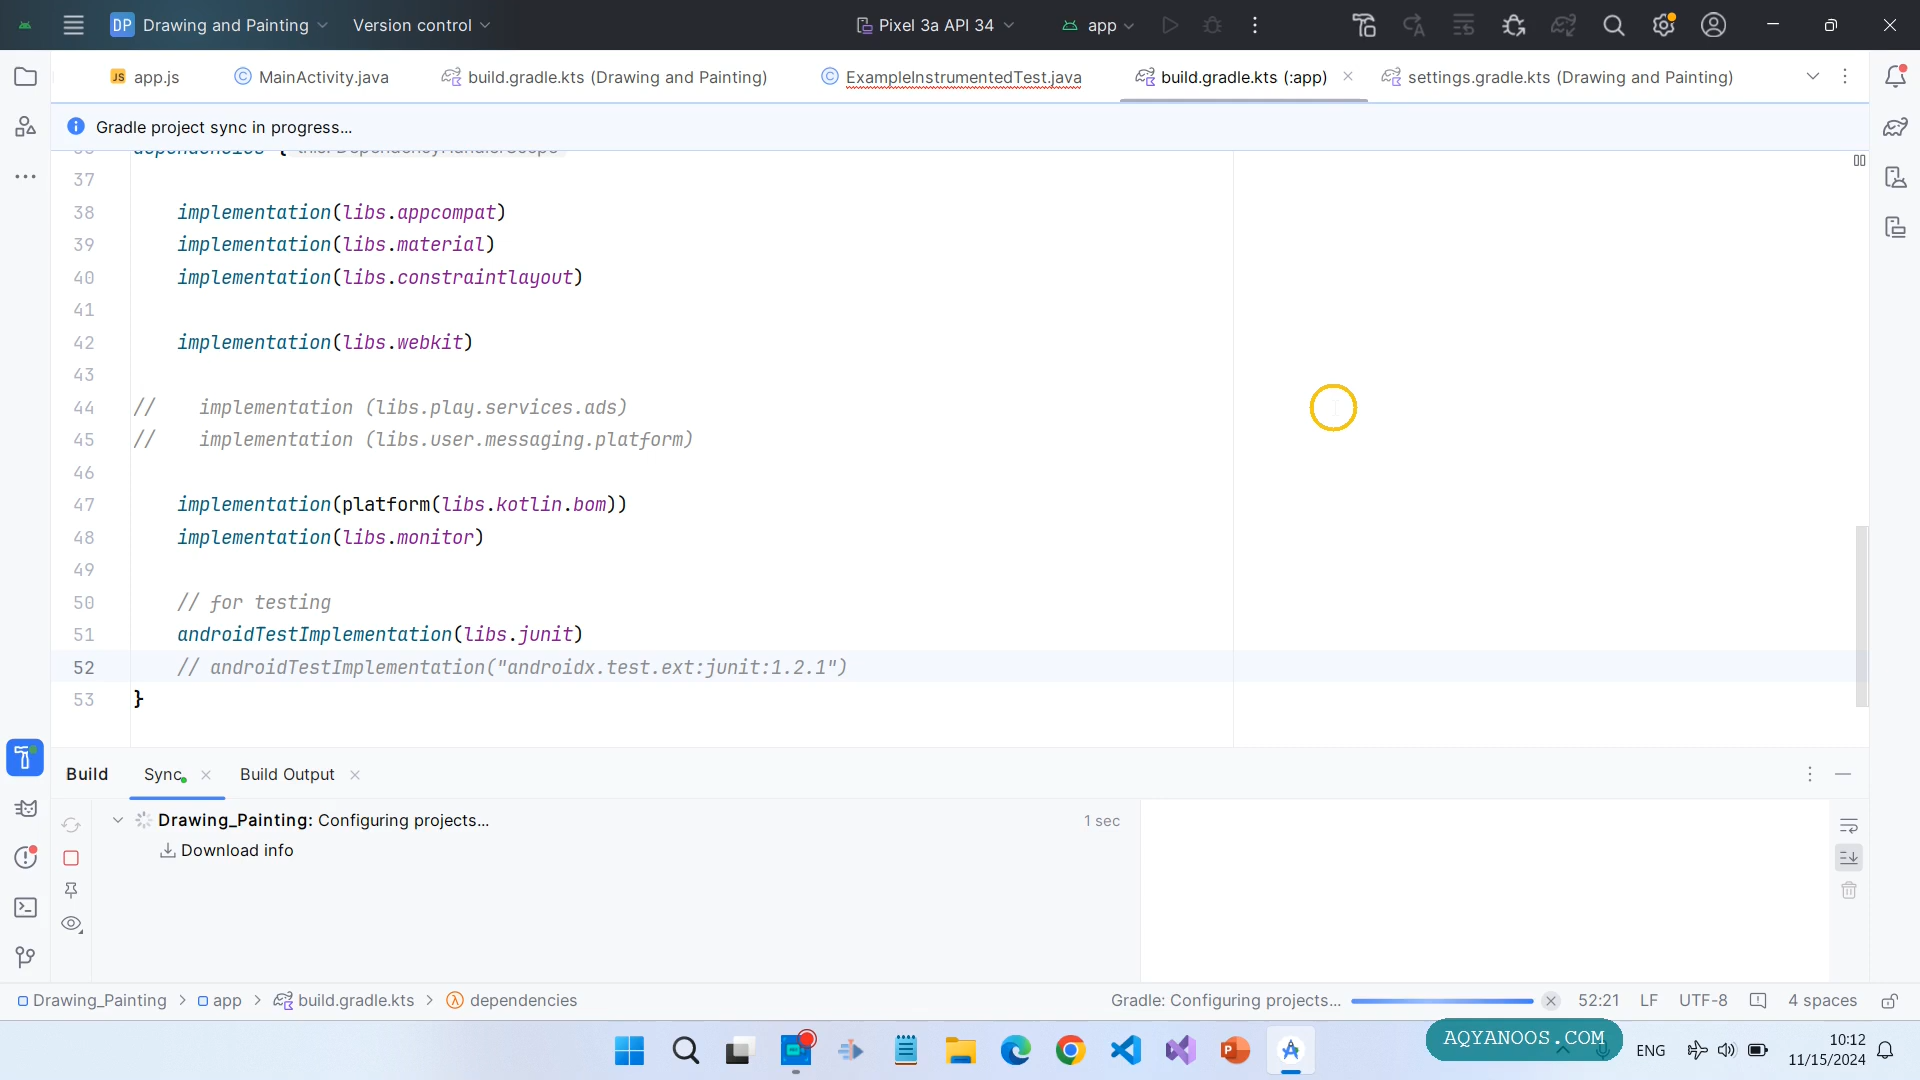 DP Drawing and Painting Version control Pixel 3a API 34 app
JS app.js MainActivity.java build.gradle.kts (Drawing and Painting) ExampleInstrumentedTest.java build.gradle.kts (:app) settings.gradle.kts (Drawing and Painting)
Gradle project sync in progress...
37
38 implementation(libs.appcompat)
39 implementation(libs.material)
40 implementation(libs.constraintlayout)
41
42 implementation(libs.webkit)
43
44 // implementation (libs.play.services.ads)
45 // implementation (libs.user.messaging.platform)
46
47 implementation(platform(libs.kotlin.bom))
48 implementation(libs.monitor)
49
50 // for testing
51 androidTestImplementation(libs.junit)
52 // androidTestImplementation("androidx.test.ext:junit:1.2.1")
53 }
Build Sync Build Output
Drawing_Painting: Configuring projects... 1 sec
Download info
Drawing_Painting > app > build.gradle.kts > dependencies Gradle: Configuring projects... 52:21 LF UTF-8 4 spaces
AQYANOOS.COM
ENG
10:12
11/15/2024